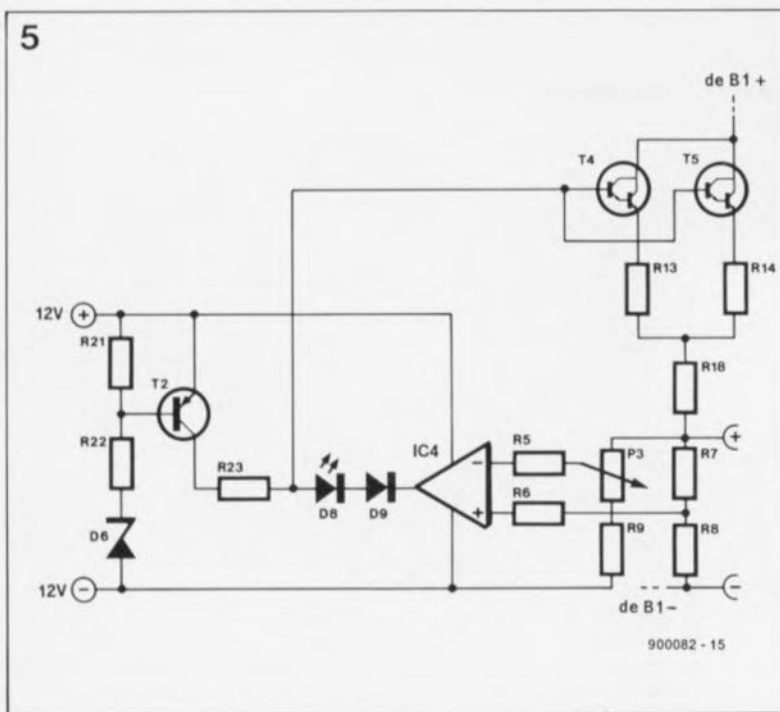 5
de B1 +
T4
T5
R13
R14
12V +
R21
T2
R18
R22
IC4
R5
P3
R7
+
R23
-
D8
D9
+
R6
R9
R8
D6
12V -
de B1 -
-
900082 - 15